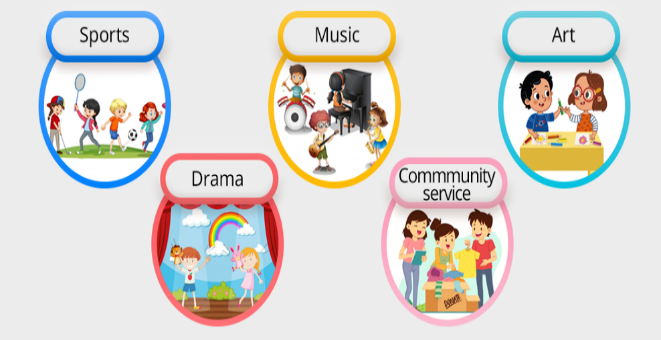 Sports
Music
Art
Drama
Commmunity
service